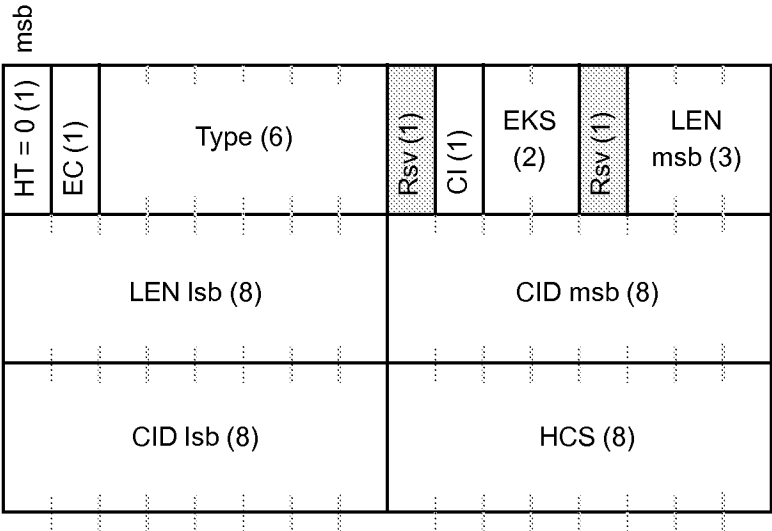 msb
HT = 0 (1)
EC (1)
Type (6)
Rsv (1)
CI (1)
EKS
(2)
Rsv (1)
LEN
msb (3)
LEN lsb (8)
CID msb (8)
CID lsb (8)
HCS (8)